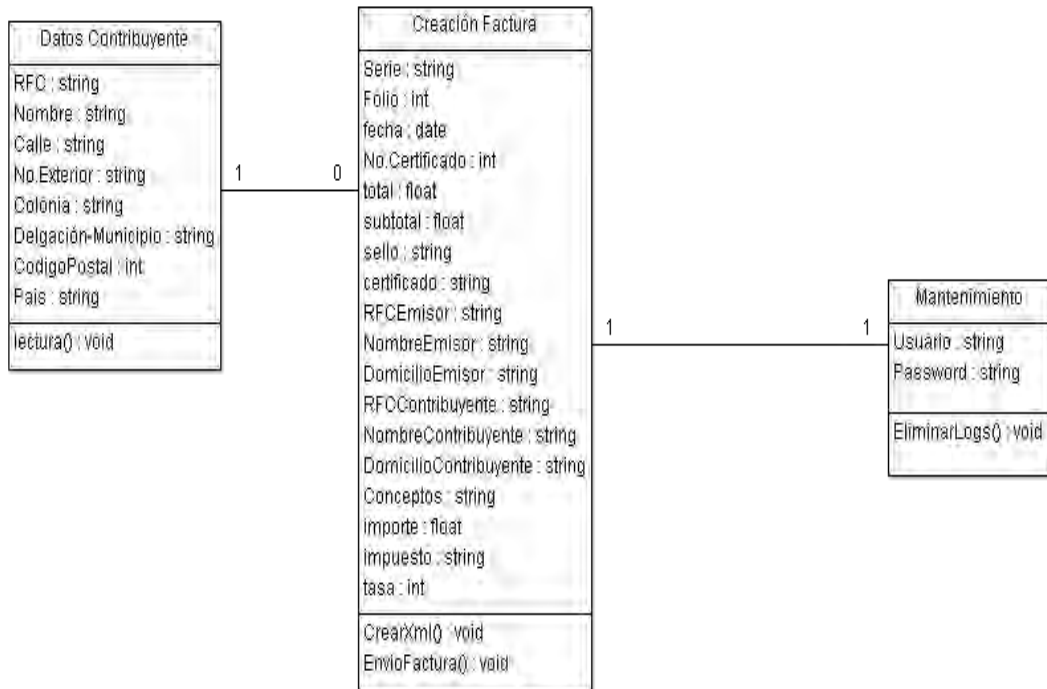 Datos Contribuyente
RFC : string
Nombre : string
Calle : string
No.Exterior : string
Colonia : string
Delgación-Municipio : string
CodigoPostal : int
Pais : string
lectura() : void
1
0
Creación Factura
Serie : string
Folio : int
fecha : date
No.Certificado : int
total : float
subtotal : float
sello : string
certificado : string
RFCEmisor : string
NombreEmisor : string
DomicilioEmisor : string
RFCContribuyente : string
NombreContribuyente : string
DomicilioContribuyente : string
Conceptos : string
importe : float
impuesto : string
tasa : int
CrearXml() : void
EnvioFactura() : void
1
1
Mantenimiento
Usuario : string
Password : string
EliminarLogs() : void